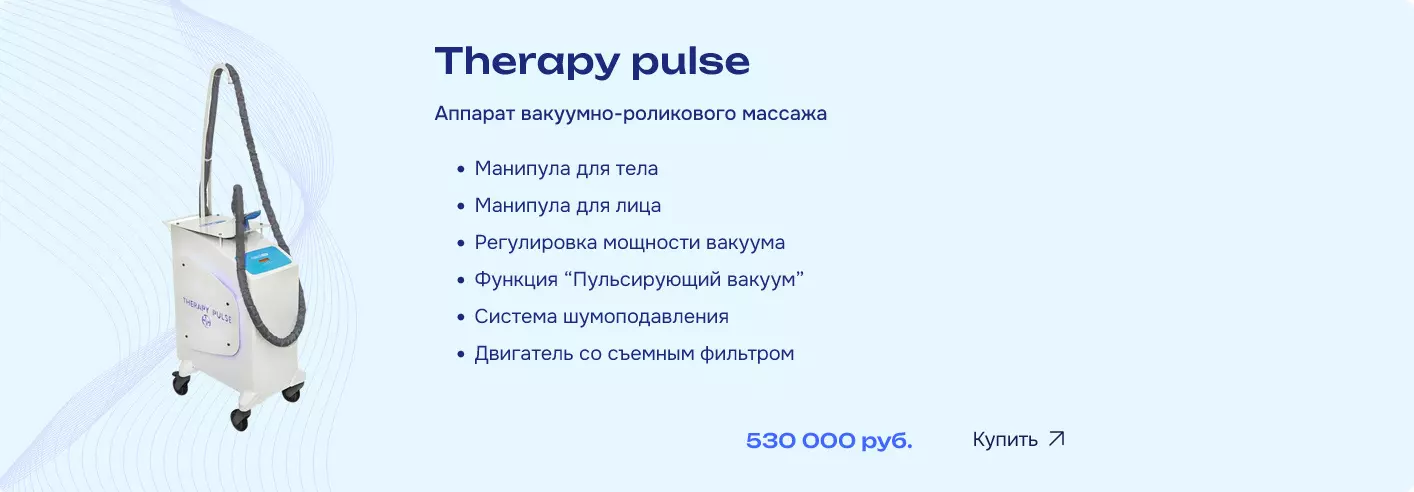 Therapy pulse
Аппарат вакуумно-роликового массажа
Манипула для тела
Манипула для лица
Регулировка мощности вакуума
Функция “Пульсирующий вакуум”
Система шумоподавления
Двигатель со съемным фильтром
THERAPY PULSE
530 000 руб.
Купить